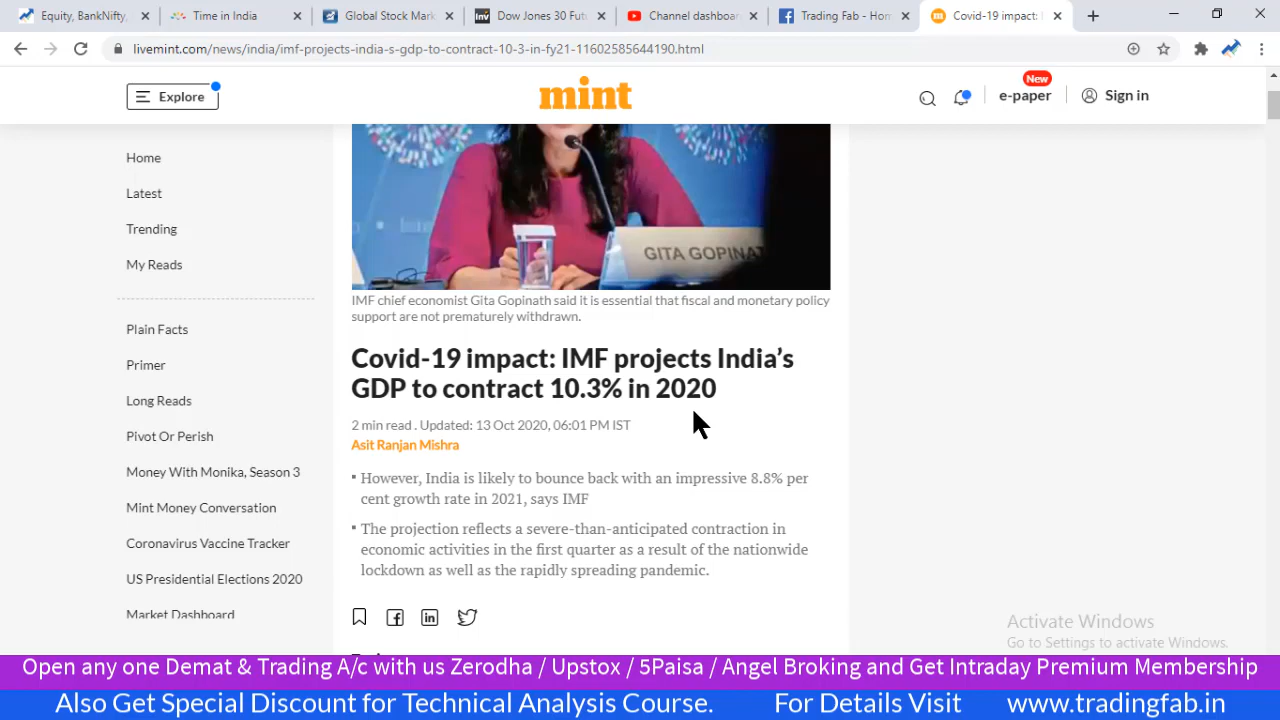 Equity, BankNifty,
Time in India
Global Stock Mark
Dow Jones 30 Fut
Channel dashboar
Trading Fab - Hom
Covid-19 impact: I
livemint.com/news/india/imf-projects-india-s-gdp-to-contract-10-3-in-fy21-11602585644190.html
Explore
mint
New
e-paper
Sign in
Home
Latest
Trending
My Reads
Plain Facts
Primer
Long Reads
Pivot Or Perish
Money With Monika, Season 3
Mint Money Conversation
Coronavirus Vaccine Tracker
US Presidential Elections 2020
Market Dashboard
GITA GOPINAT
IMF chief economist Gita Gopinath said it is essential that fiscal and monetary policy
support are not prematurely withdrawn.
Covid-19 impact: IMF projects India’s
GDP to contract 10.3% in 2020
2 min read . Updated: 13 Oct 2020, 06:01 PM IST
Asit Ranjan Mishra
However, India is likely to bounce back with an impressive 8.8% per
cent growth rate in 2021, says IMF
The projection reflects a severe-than-anticipated contraction in
economic activities in the first quarter as a result of the nationwide
lockdown as well as the rapidly spreading pandemic.
Activate Windows
Go to Settings to activate Windows.
Open any one Demat & Trading A/c with us Zerodha / Upstox / 5Paisa / Angel Broking and Get Intraday Premium Membership
Also Get Special Discount for Technical Analysis Course. For Details Visit www.tradingfab.in